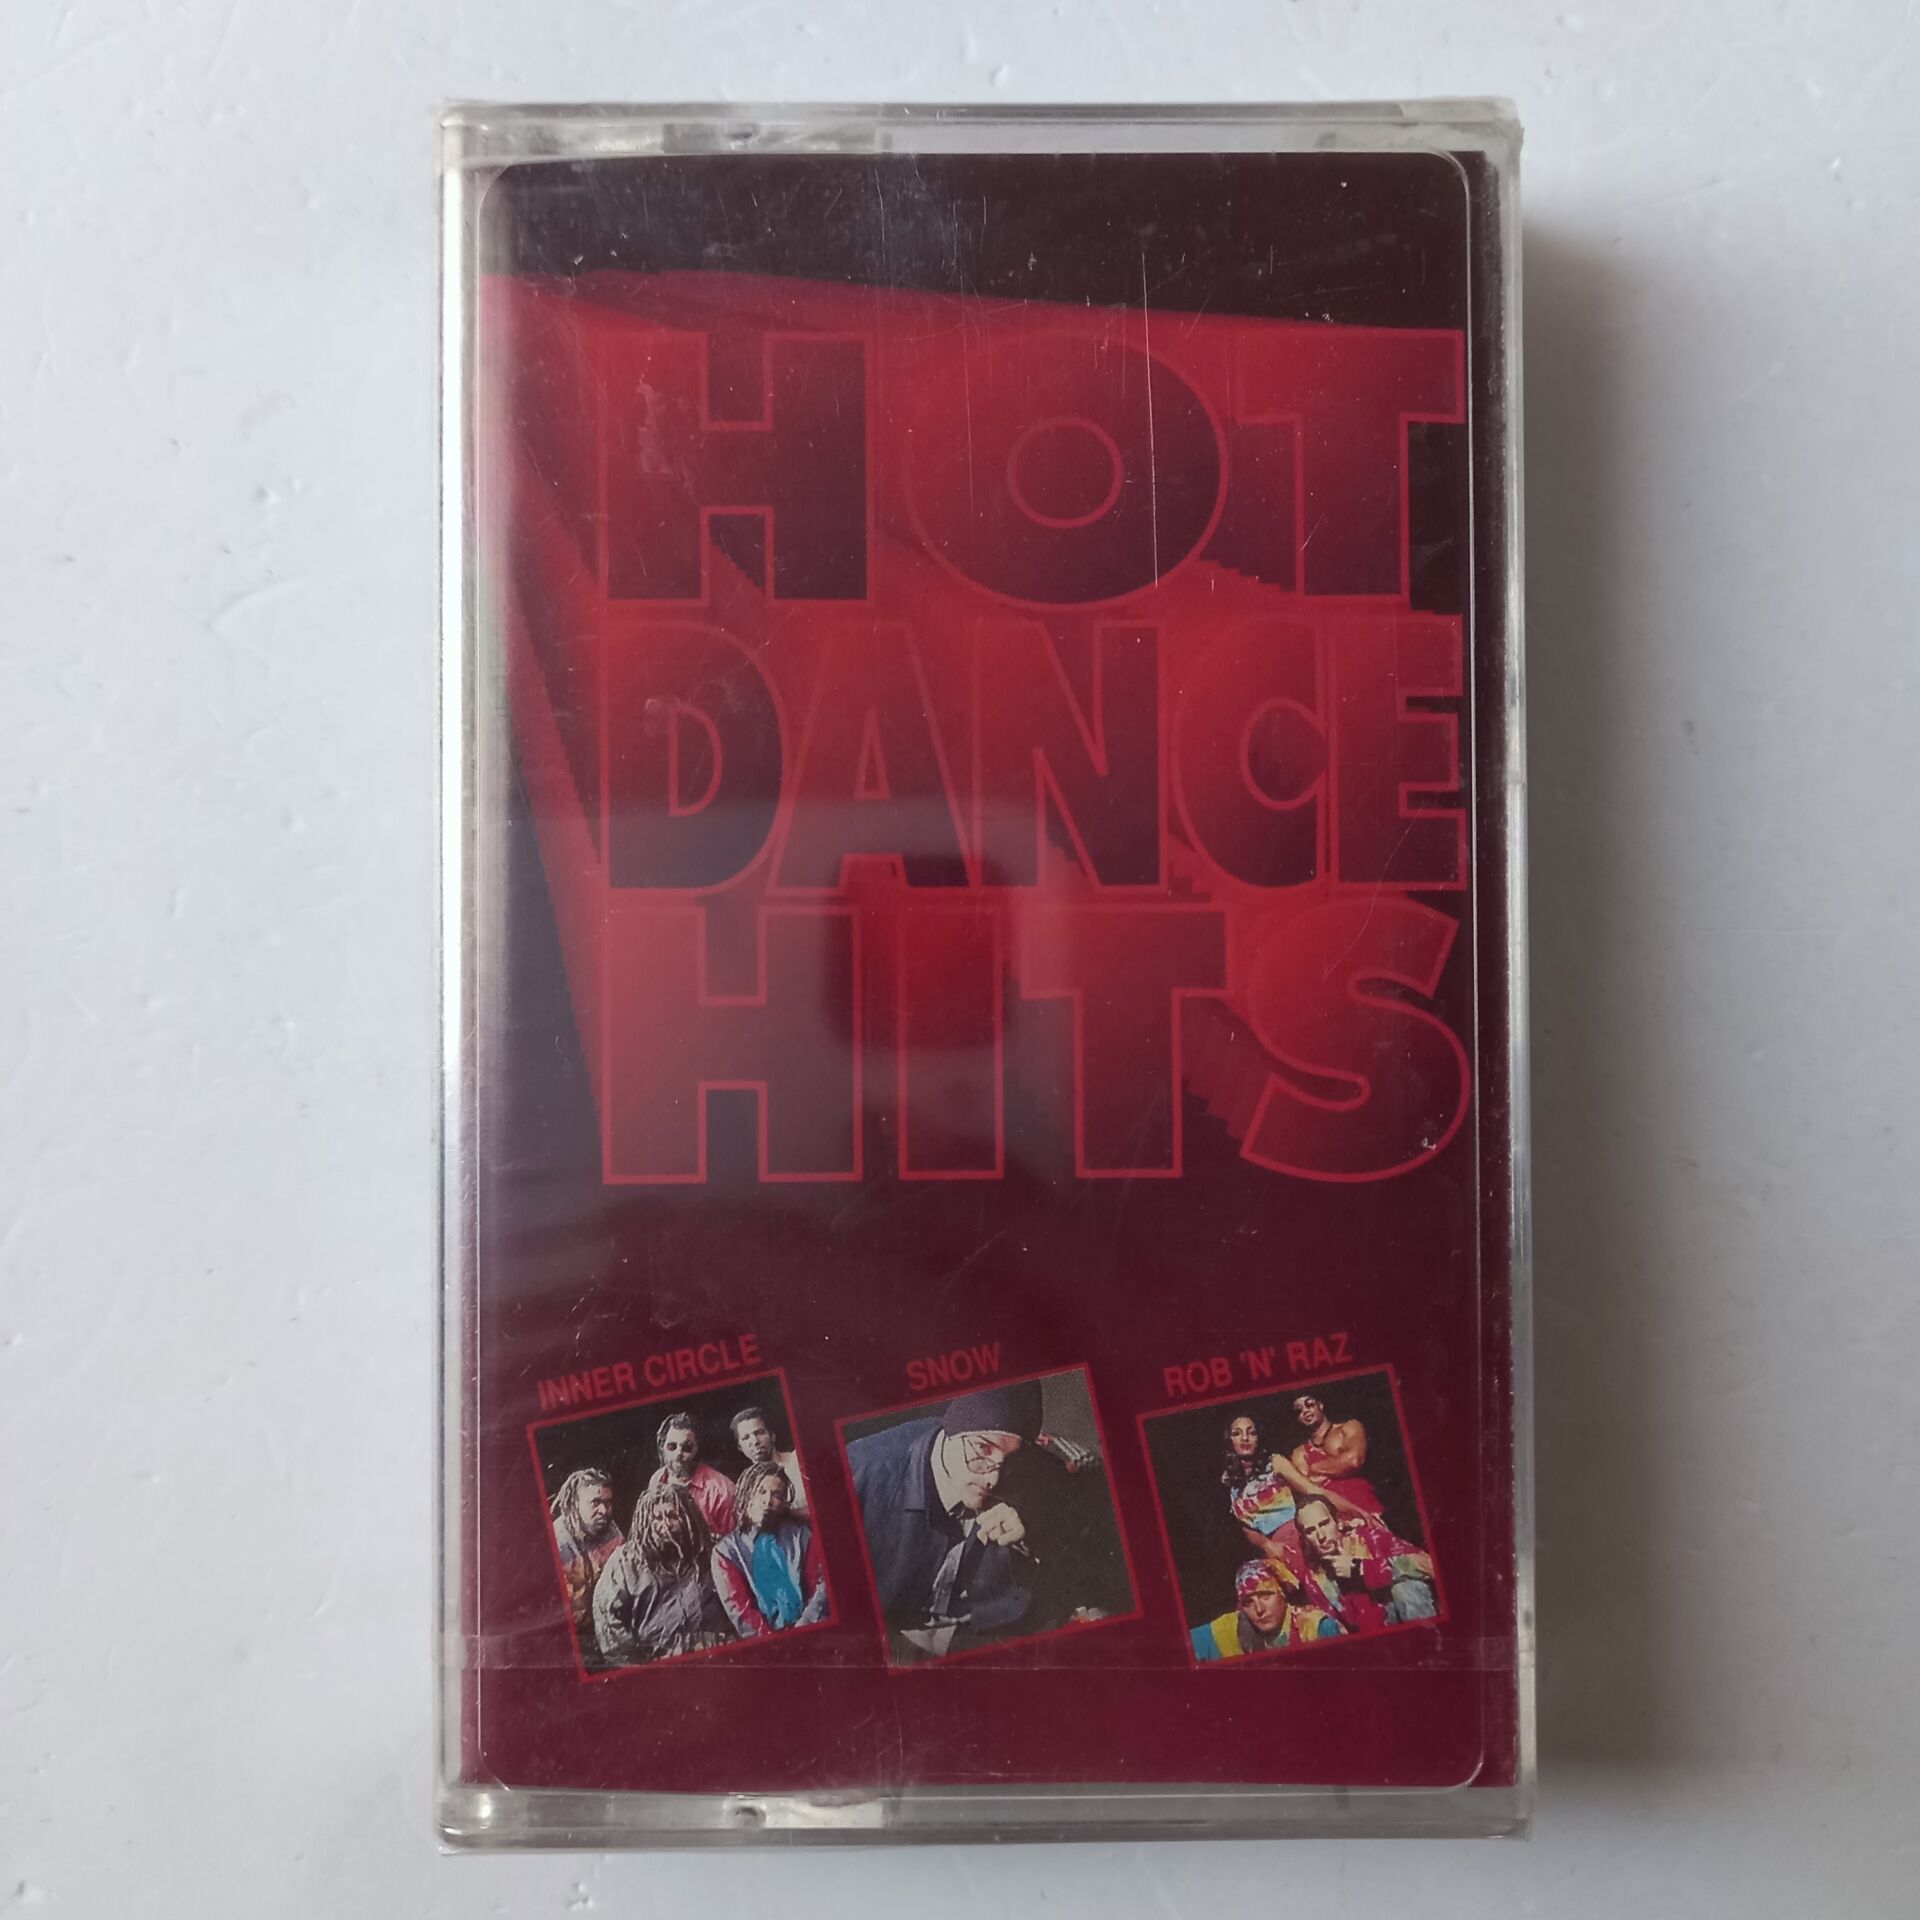 HOT
DANCE
HITS
INNER CIRCLE
SNOW
ROB 'N' RAZ